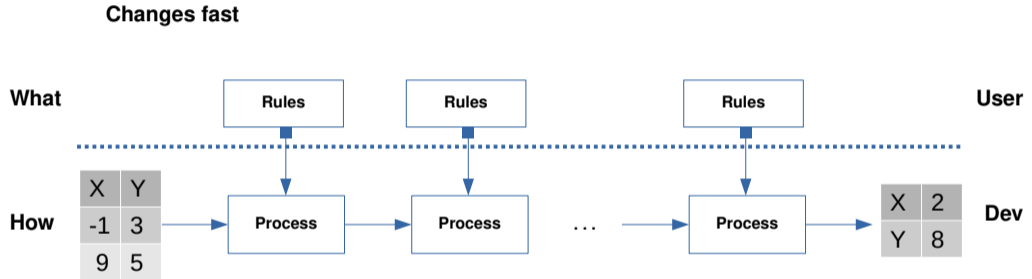 Changes fast
What
Rules
Rules
Rules
User
How
X Y
-1 3
9 5
Process
Process
...
Process
X 2
Y 8
Dev